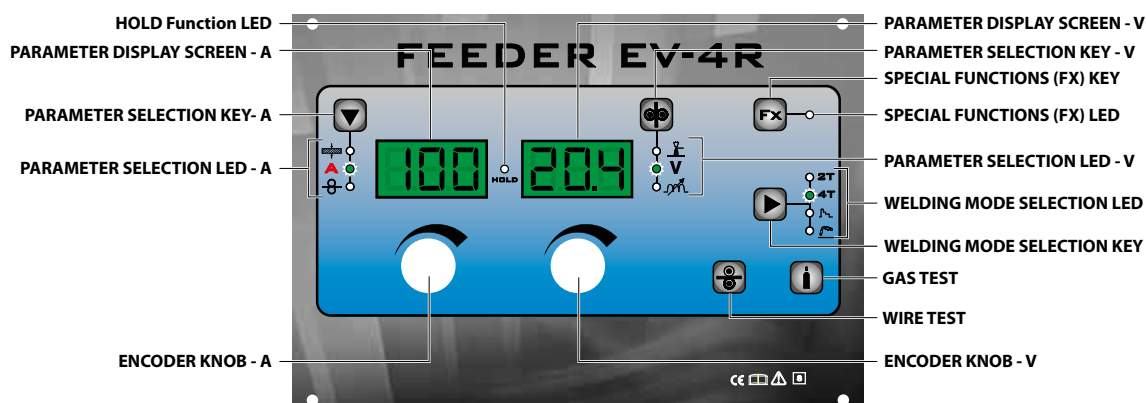 HOLD Function LED
PARAMETER DISPLAY SCREEN - A
PARAMETER SELECTION KEY- A
PARAMETER SELECTION LED - A
ENCODER KNOB - A
FEEDER EV-4R
A
100
HOLD
20.4
V
Fx
2T
4T
CE
PARAMETER DISPLAY SCREEN - V
PARAMETER SELECTION KEY - V
SPECIAL FUNCTIONS (FX) KEY
SPECIAL FUNCTIONS (FX) LED
PARAMETER SELECTION LED - V
WELDING MODE SELECTION LED
WELDING MODE SELECTION KEY
GAS TEST
WIRE TEST
ENCODER KNOB - V